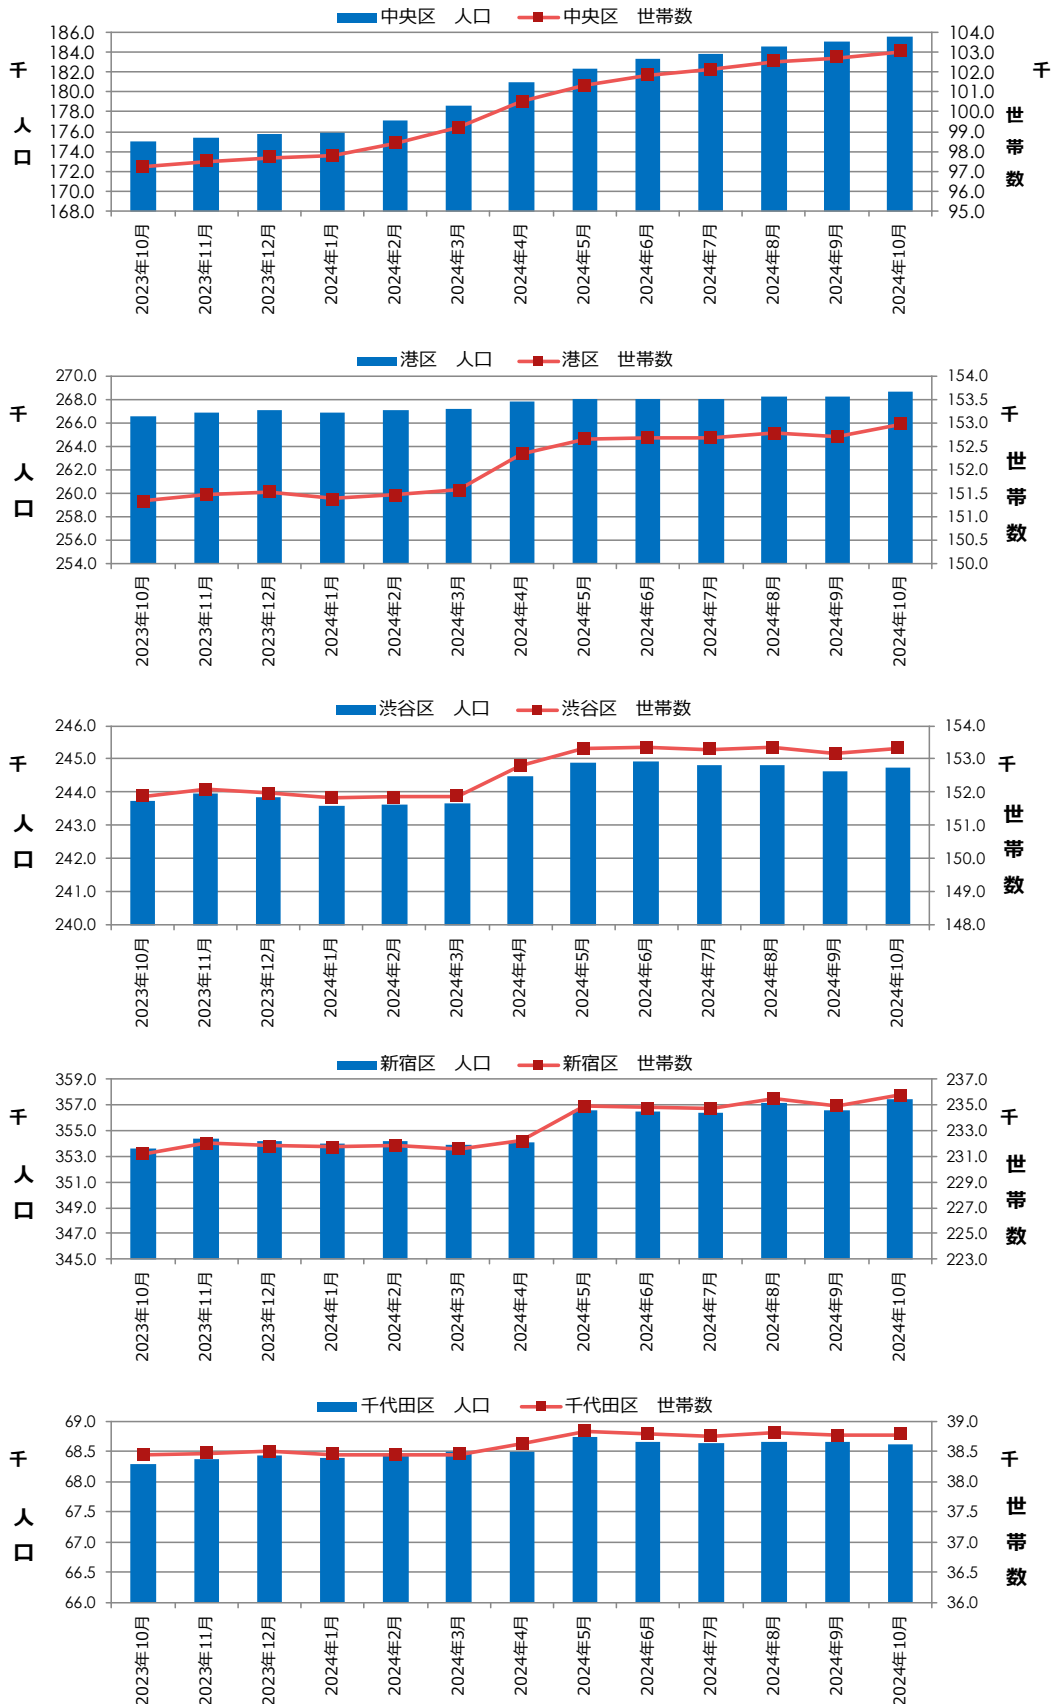 中央区　人口　中央区　世帯数
186.0
184.0
182.0
180.0
178.0
176.0
174.0
172.0
170.0
168.0
千
人
口
104.0
103.0
102.0
101.0
100.0
99.0
98.0
97.0
96.0
95.0
千
世
帯
数
2023年10月
2023年11月
2023年12月
2024年1月
2024年2月
2024年3月
2024年4月
2024年5月
2024年6月
2024年7月
2024年8月
2024年9月
2024年10月
港区　人口　港区　世帯数
270.0
268.0
266.0
264.0
262.0
260.0
258.0
256.0
254.0
千
人
口
154.0
153.5
153.0
152.5
152.0
151.5
151.0
150.5
150.0
千
世
帯
数
2023年10月
2023年11月
2023年12月
2024年1月
2024年2月
2024年3月
2024年4月
2024年5月
2024年6月
2024年7月
2024年8月
2024年9月
2024年10月
渋谷区　人口　渋谷区　世帯数
246.0
245.0
244.0
243.0
242.0
241.0
240.0
千
人
口
154.0
153.0
152.0
151.0
150.0
149.0
148.0
千
世
帯
数
2023年10月
2023年11月
2023年12月
2024年1月
2024年2月
2024年3月
2024年4月
2024年5月
2024年6月
2024年7月
2024年8月
2024年9月
2024年10月
新宿区　人口　新宿区　世帯数
359.0
357.0
355.0
353.0
351.0
349.0
347.0
345.0
千
人
口
237.0
235.0
233.0
231.0
229.0
227.0
225.0
223.0
千
世
帯
数
2023年10月
2023年11月
2023年12月
2024年1月
2024年2月
2024年3月
2024年4月
2024年5月
2024年6月
2024年7月
2024年8月
2024年9月
2024年10月
千代田区　人口　千代田区　世帯数
69.0
68.5
68.0
67.5
67.0
66.5
66.0
千
人
口
39.0
38.5
38.0
37.5
37.0
36.5
36.0
千
世
帯
数
2023年10月
2023年11月
2023年12月
2024年1月
2024年2月
2024年3月
2024年4月
2024年5月
2024年6月
2024年7月
2024年8月
2024年9月
2024年10月